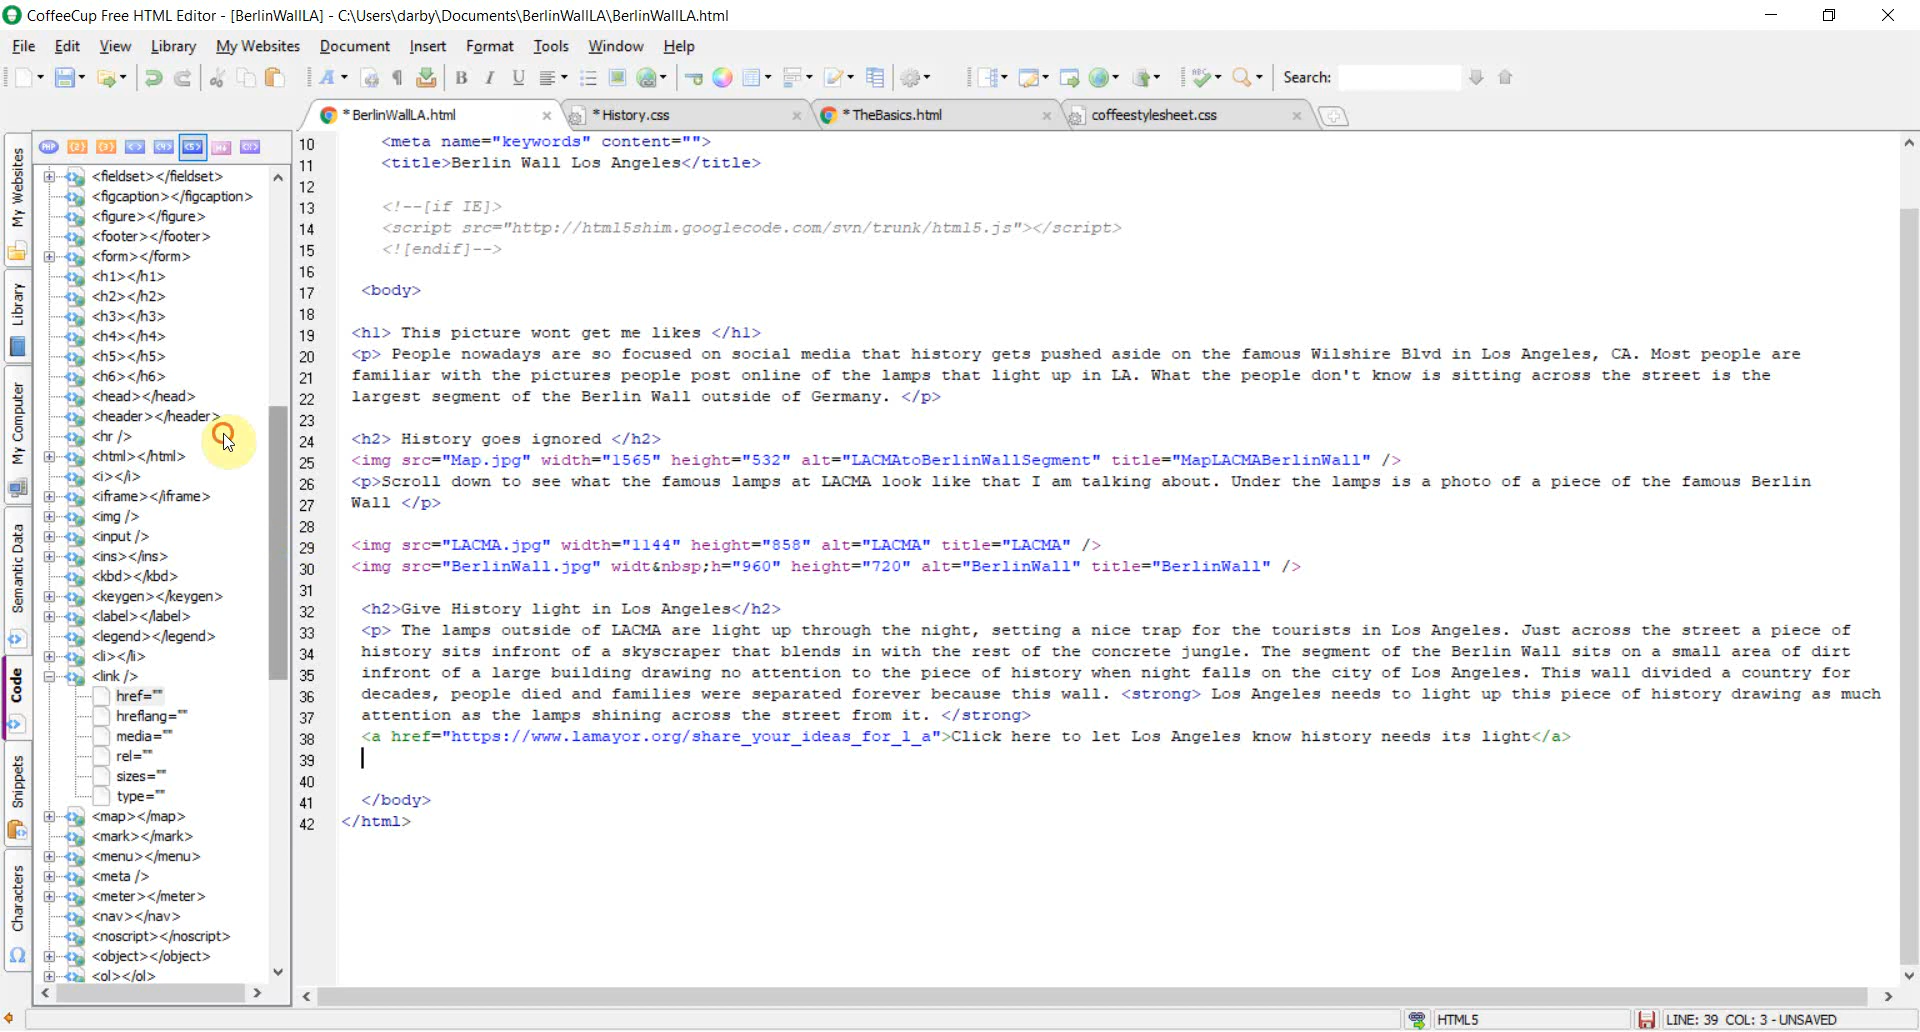 CoffeeCup Free HTML Editor - [BerlinWallLA] - C:\Users\darby\Documents\BerlinWallLA\BerlinWallLA.html
File Edit View Library My Websites Document Insert Format Tools Window Help
Search:
* BerlinWallLA.html
* History.css
* TheBasics.html
coffeestylesheet.css
My Websites
Library
My Computer
Semantic Data
Code
Snippets
Characters
<fieldset></fieldset>
<figcaption></figcaption>
<figure></figure>
<footer></footer>
<form></form>
<h1></h1>
<h2></h2>
<h3></h3>
<h4></h4>
<h5></h5>
<h6></h6>
<head></head>
<header></header>
<hr />
<html></html>
<i></i>
<iframe></iframe>
<img />
<input />
<ins></ins>
<kbd></kbd>
<keygen></keygen>
<label></label>
<legend></legend>
<li></li>
<link />
href=""
hreflang=""
media=""
rel=""
sizes=""
type=""
<map></map>
<mark></mark>
<menu></menu>
<meta />
<meter></meter>
<nav></nav>
<noscript></noscript>
<object></object>
<ol></ol>
10 <meta name="keywords" content="">
11 <title>Berlin Wall Los Angeles</title>
12
13 <!--[if IE]>
14 <script src="http://html5shim.googlecode.com/svn/trunk/html5.js"></script>
15 <![endif]-->
16
17 <body>
18
19 <h1> This picture wont get me likes </h1>
20 <p> People nowadays are so focused on social media that history gets pushed aside on the famous Wilshire Blvd in Los Angeles, CA. Most people are
21 familiar with the pictures people post online of the lamps that light up in LA. What the people don't know is sitting across the street is the
22 largest segment of the Berlin Wall outside of Germany. </p>
23
24 <h2> History goes ignored </h2>
25 <img src="Map.jpg" width="1565" height="532" alt="LACMAtoBerlinWallSegment" title="MapLACMABerlinWall" />
26 <p>Scroll down to see what the famous lamps at LACMA look like that I am talking about. Under the lamps is a photo of a piece of the famous Berlin
27 Wall </p>
28
29 <img src="LACMA.jpg" width="1144" height="858" alt="LACMA" title="LACMA" />
30 <img src="BerlinWall.jpg" widt&nbsp;h="960" height="720" alt="BerlinWall" title="BerlinWall" />
31
32 <h2>Give History light in Los Angeles</h2>
33 <p> The lamps outside of LACMA are light up through the night, setting a nice trap for the tourists in Los Angeles. Just across the street a piece of
34 history sits infront of a skyscraper that blends in with the rest of the concrete jungle. The segment of the Berlin Wall sits on a small area of dirt
35 infront of a large building drawing no attention to the piece of history when night falls on the city of Los Angeles. This wall divided a country for
36 decades, people died and families were separated forever because this wall. <strong> Los Angeles needs to light up this piece of history drawing as much
37 attention as the lamps shining across the street from it. </strong>
38 <a href="https://www.lamayor.org/share_your_ideas_for_l_a">Click here to let Los Angeles know history needs its light</a>
39
40
41 </body>
42 </html>
HTML5
LINE: 39 COL: 3 - UNSAVED